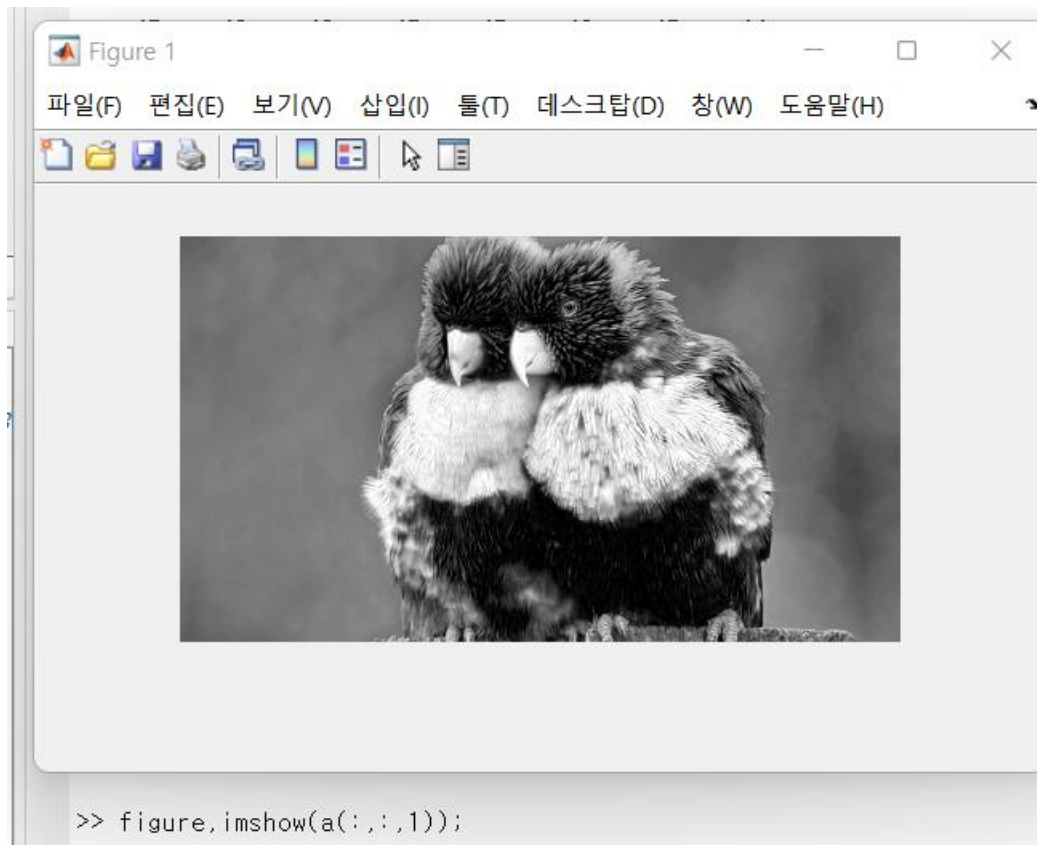 Figure 1
파일(F) 편집(E) 보기(V) 삽입(I) 툴(T) 데스크탑(D) 창(W) 도움말(H)
>> figure,imshow(a(:,:,1));